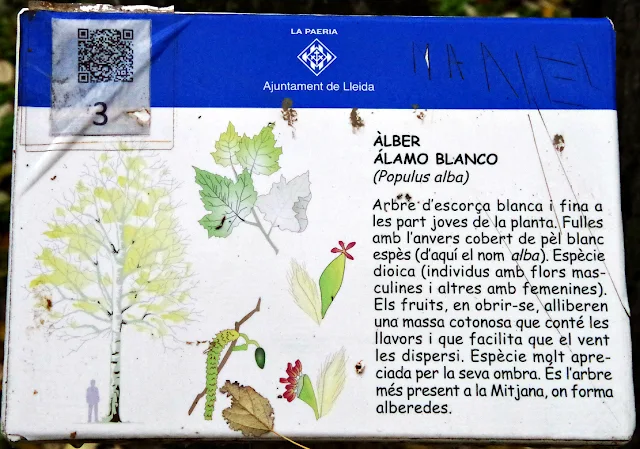 LA PAERIA
Ajuntament de Lleida
3
ÀLBER
ÁLAMO BLANCO
(Populus alba)
Arbre d'escorça blanca i fina a
les part joves de la planta. Fulles
amb l'anvers cobert de pèl blanc
espès (d'aquí el nom alba). Espècie
dioica (individus amb flors mas-
culines i altres amb femenines).
Els fruits, en obrir-se, alliberen
una massa cotonosa que conté les
llavors i que facilita que el vent
les dispersi. Espècie molt apre-
ciada per la seva ombra. És l'arbre
més present a la Mitjana, on forma
alberedes.